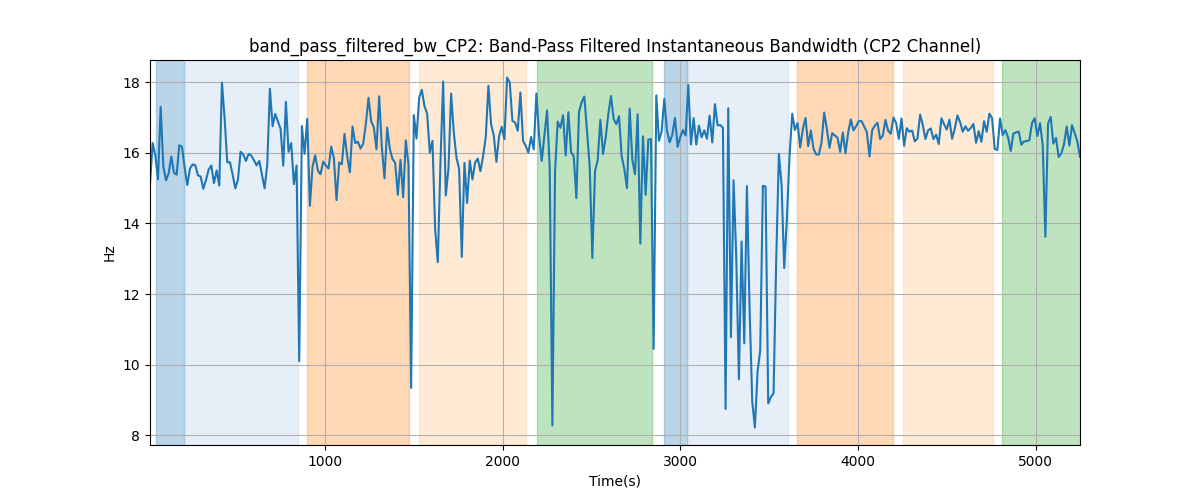 band_pass_filtered_bw_CP2: Band-Pass Filtered Instantaneous Bandwidth (CP2 Channel)
18
16
14
12
10
8
Hz
1000 2000 3000 4000 5000
Time(s)